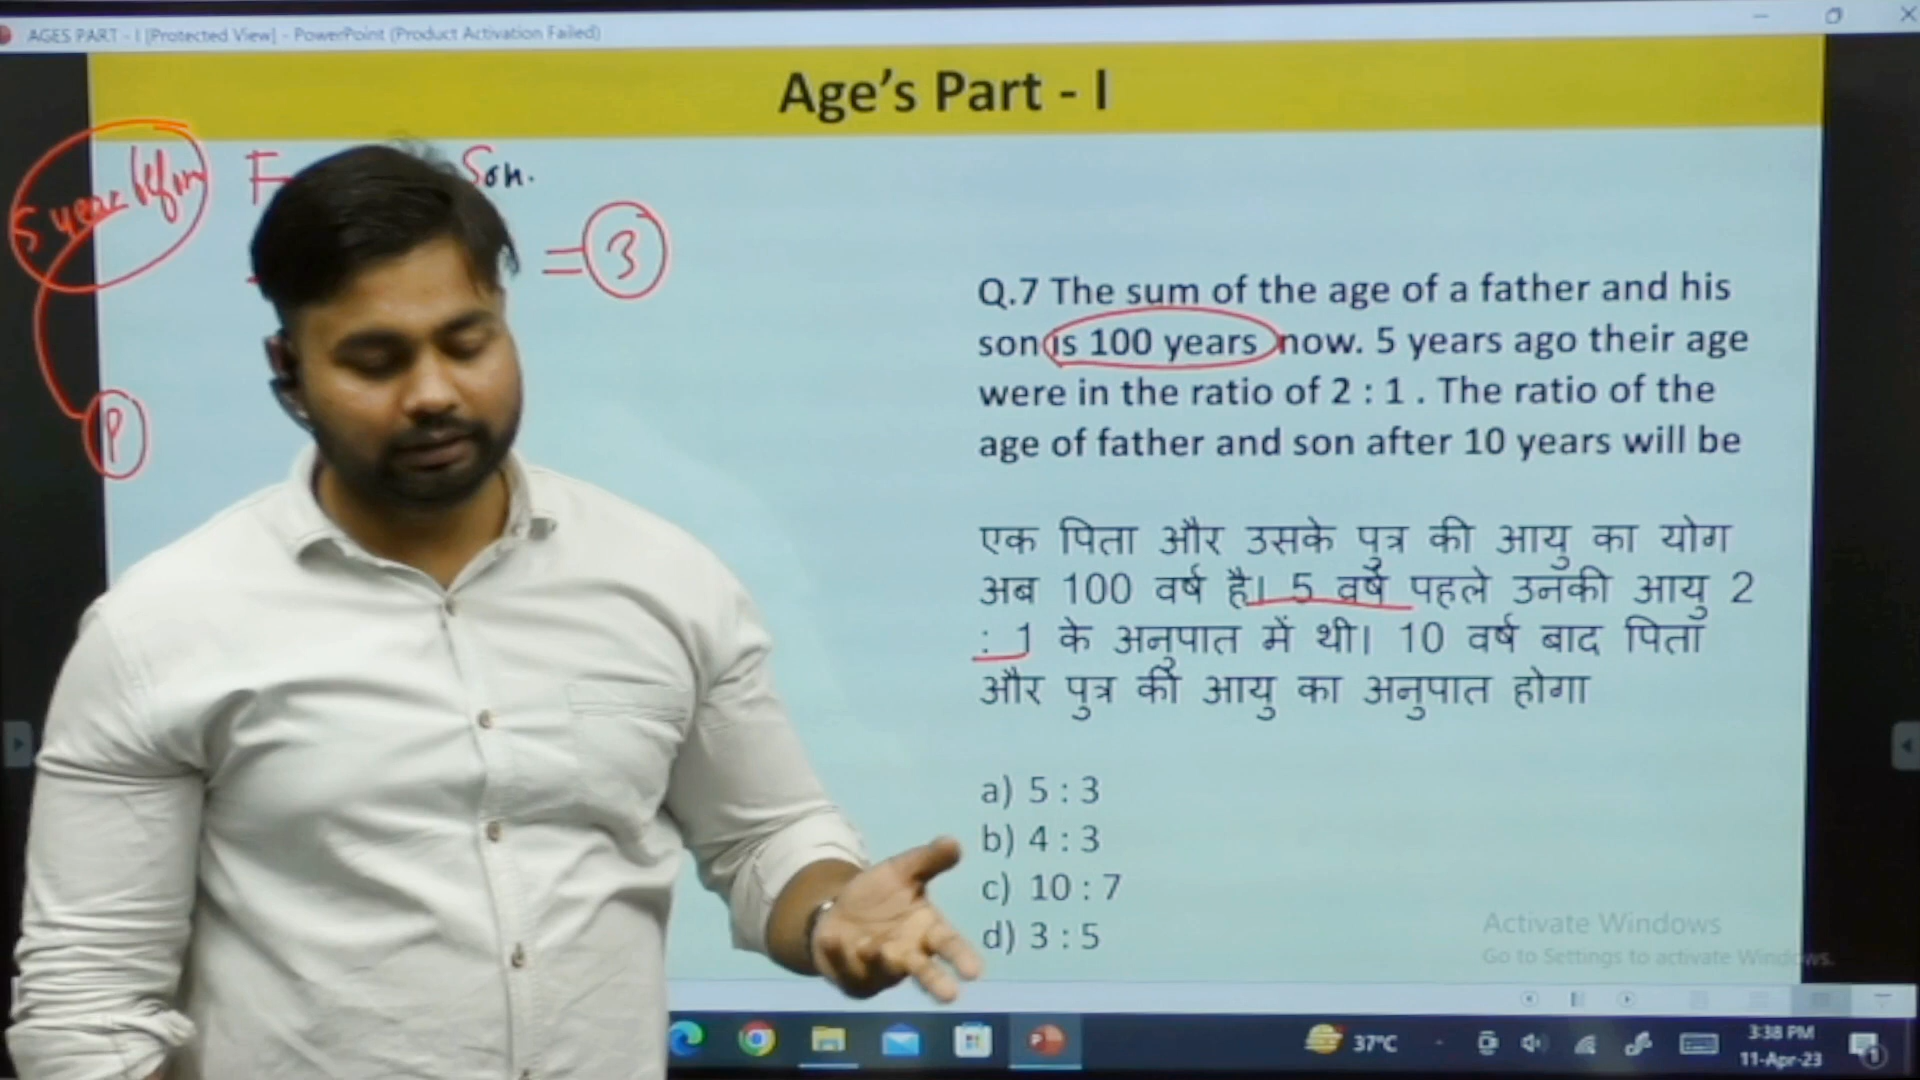 AGES PART - I [Protected View] - PowerPoint (Product Activation Failed)
Age's Part - I
5 year
Son.
= 3
P
Q.7 The sum of the age of a father and his
son is 100 years now. 5 years ago their age
were in the ratio of 2 : 1 . The ratio of the
age of father and son after 10 years will be
एक पिता और उसके पुत्र की आयु का योग
अब 100 वर्ष है। 5 वर्ष पहले उनकी आयु 2
: 1 के अनुपात में थी। 10 वर्ष बाद पिता
और पुत्र की आयु का अनुपात होगा
a) 5 : 3
b) 4 : 3
c) 10 : 7
d) 3 : 5
Activate Windows
Go to Settings to activate Windows.
37°C
3:38 PM
11-Apr-23
1